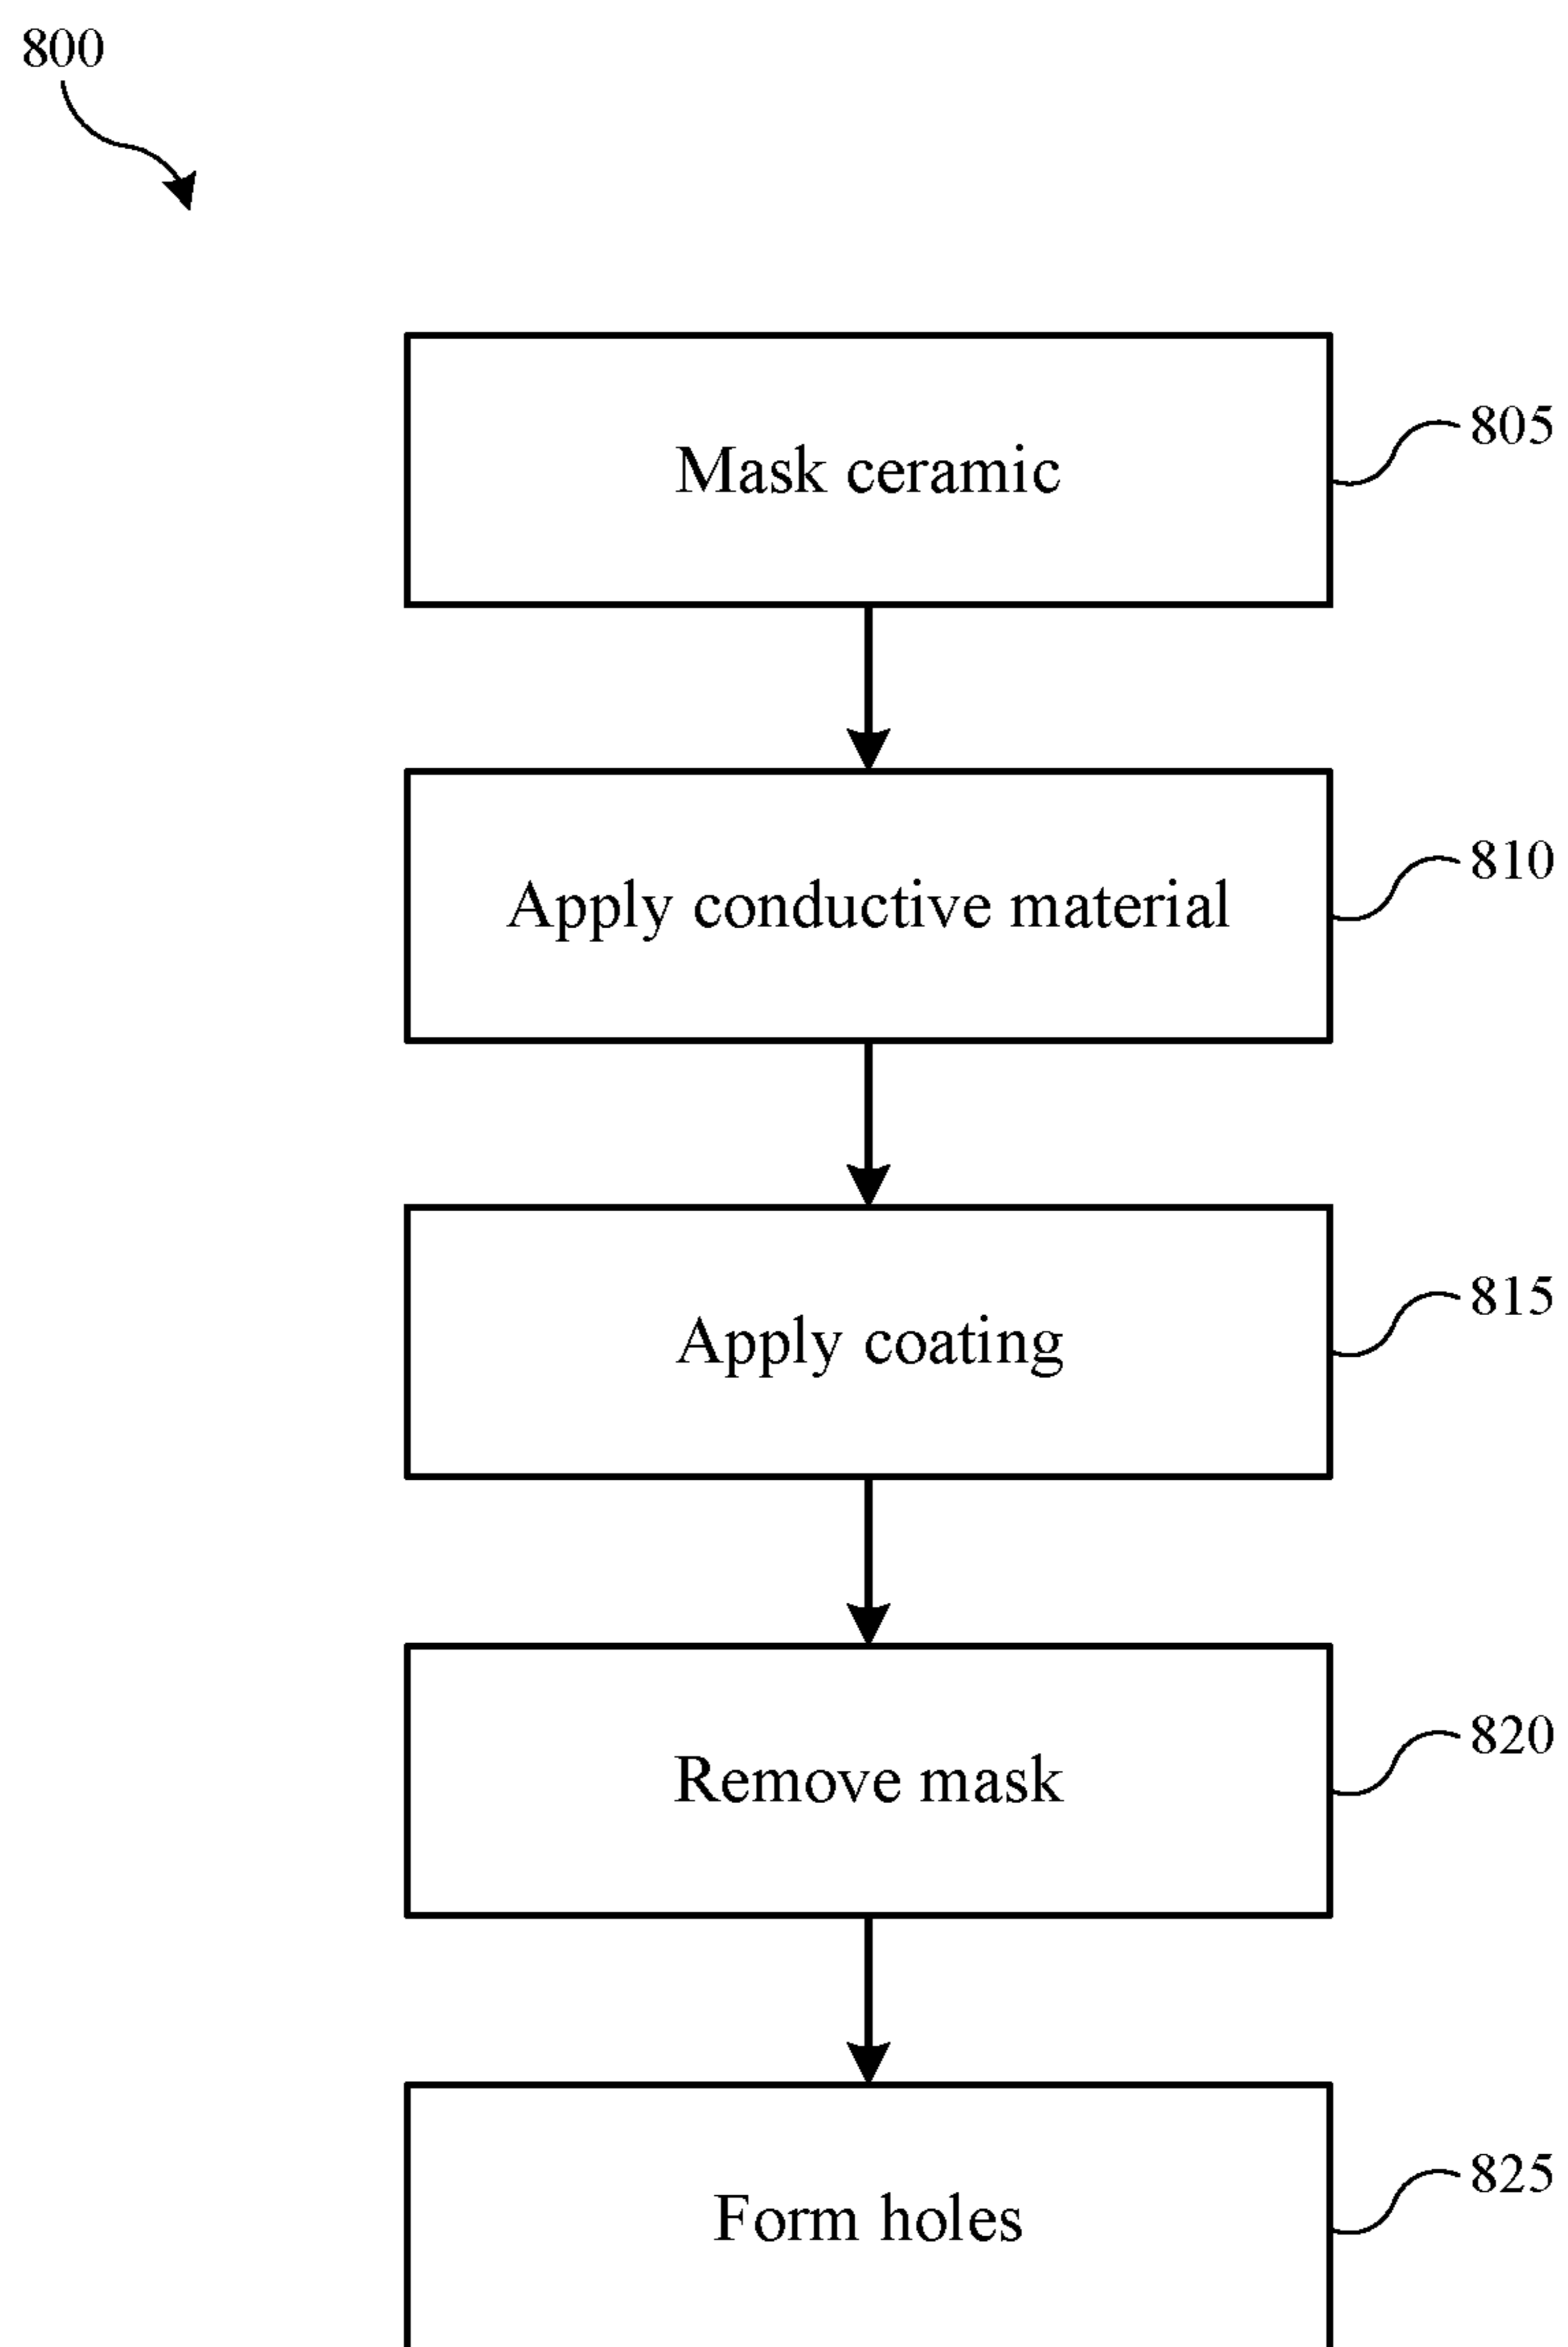 800
Mask ceramic
805
Apply conductive material
810
Apply coating
815
Remove mask
820
Form holes
825